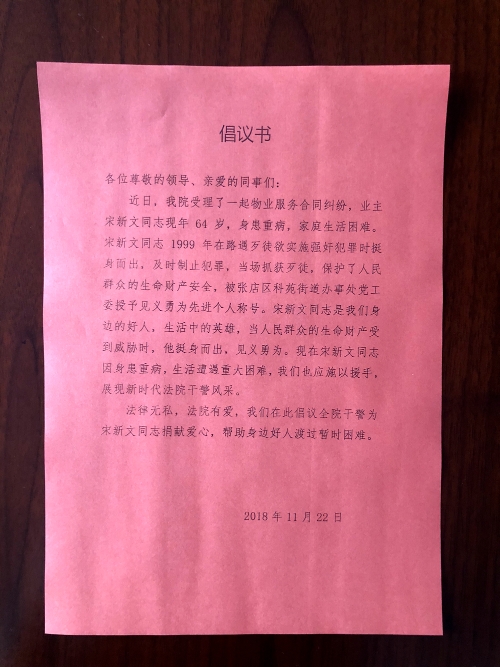 倡议书
各位尊敬的领导、亲爱的同事们：
近日，我院受理了一起物业服务合同纠纷，业主
宋新文同志现年 64 岁，身患重病，家庭生活困难。
宋新文同志 1999 年在路遇歹徒欲实施强奸犯罪时挺
身而出，及时制止犯罪，当场抓获歹徒，保护了人民
群众的生命财产安全，被张店区科苑街道办事处党工
委授予见义勇为先进个人称号。宋新文同志是我们身
边的好人，生活中的英雄，当人民群众的生命财产受
到威胁时，他挺身而出，见义勇为。现在宋新文同志
因身患重病，生活遭遇重大困难，我们也应施以援手，
展现新时代法院干警风采。
法律无私，法院有爱，我们在此倡议全院干警为
宋新文同志捐献爱心，帮助身边好人渡过暂时困难。
2018 年 11 月 22 日